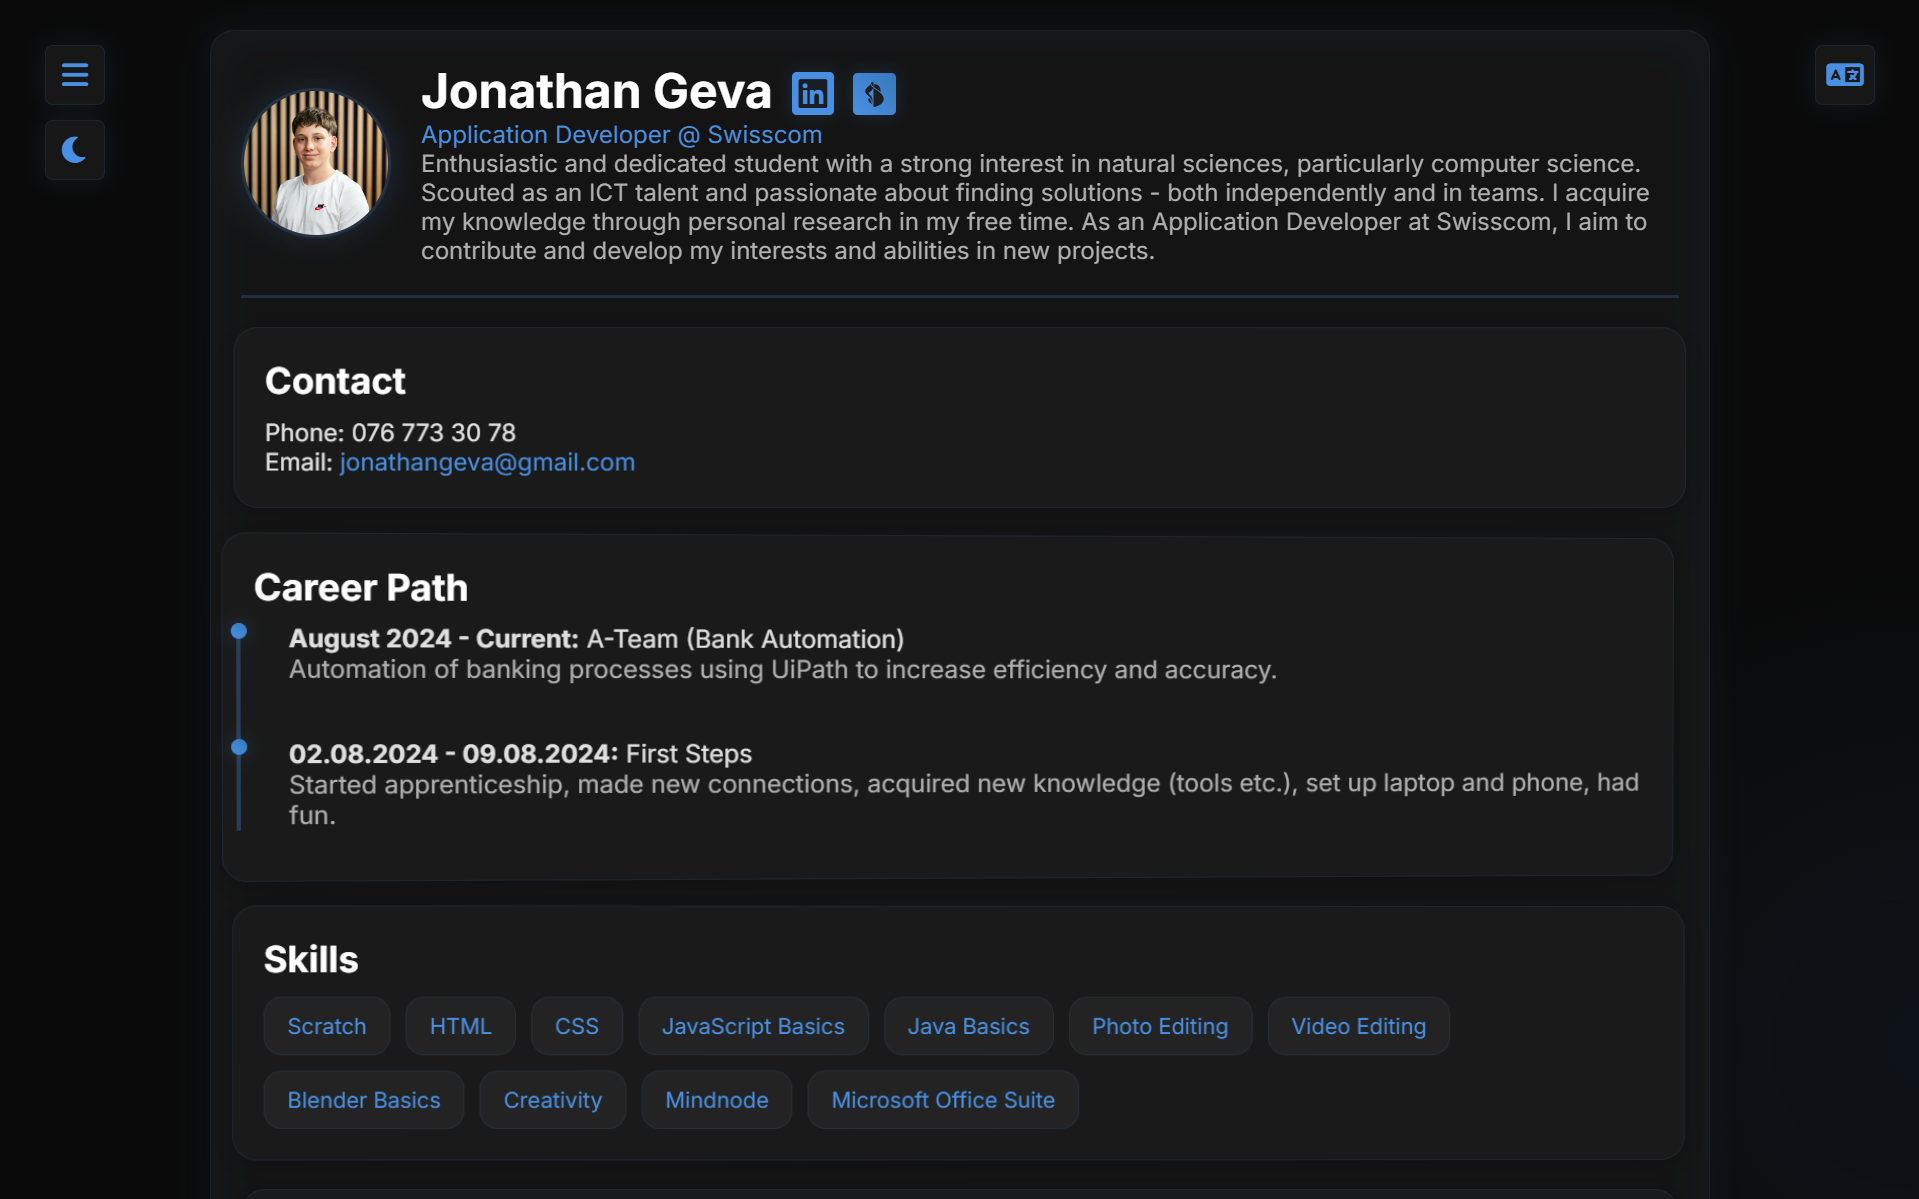 Jonathan Geva
in
Application Developer @ Swisscom
Enthusiastic and dedicated student with a strong interest in natural sciences, particularly computer science.
Scouted as an ICT talent and passionate about finding solutions - both independently and in teams. I acquire
my knowledge through personal research in my free time. As an Application Developer at Swisscom, I aim to
contribute and develop my interests and abilities in new projects.
A 文
Contact
Phone: 076 773 30 78
Email: jonathangeva@gmail.com
Career Path
August 2024 - Current: A-Team (Bank Automation)
Automation of banking processes using UiPath to increase efficiency and accuracy.
02.08.2024 - 09.08.2024: First Steps
Started apprenticeship, made new connections, acquired new knowledge (tools etc.), set up laptop and phone, had
fun.
Skills
Scratch HTML CSS JavaScript Basics Java Basics Photo Editing Video Editing
Blender Basics Creativity Mindnode Microsoft Office Suite